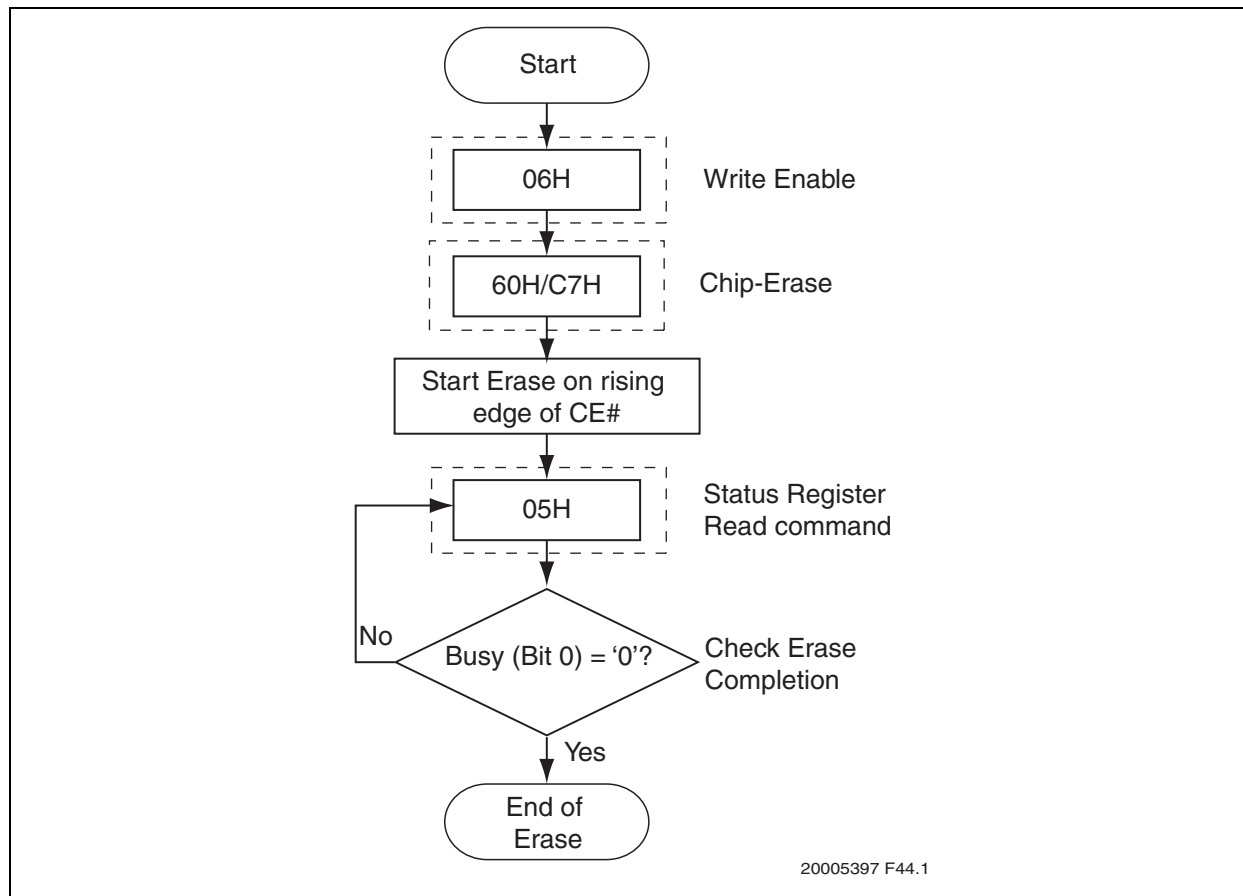 Start
06H
Write Enable
60H/C7H
Chip-Erase
Start Erase on rising
edge of CE#
05H
Status Register
Read command
No
Busy (Bit 0) = ‘0’?
Check Erase
Completion
Yes
End of
Erase
20005397 F44.1